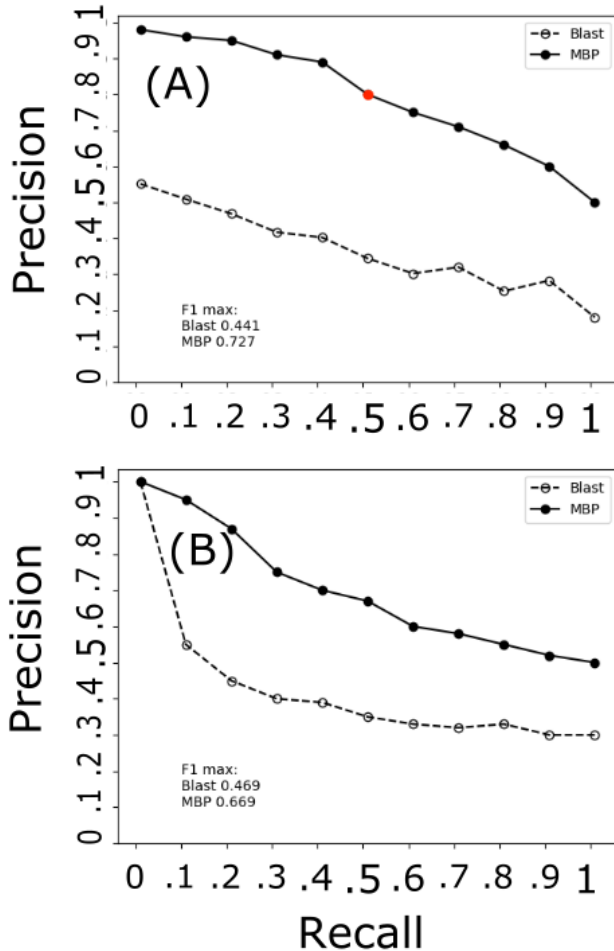 Precision
0 .1 .2 .3 .4 .5 .6 .7 .8 .9 1
(A)
Blast
MBP
F1 max:
Blast 0.441
MBP 0.727
0 .1 .2 .3 .4 .5 .6 .7 .8 .9 1
Precision
0 .1 .2 .3 .4 .5 .6 .7 .8 .9 1
(B)
Blast
MBP
F1 max:
Blast 0.469
MBP 0.669
0 .1 .2 .3 .4 .5 .6 .7 .8 .9 1
Recall